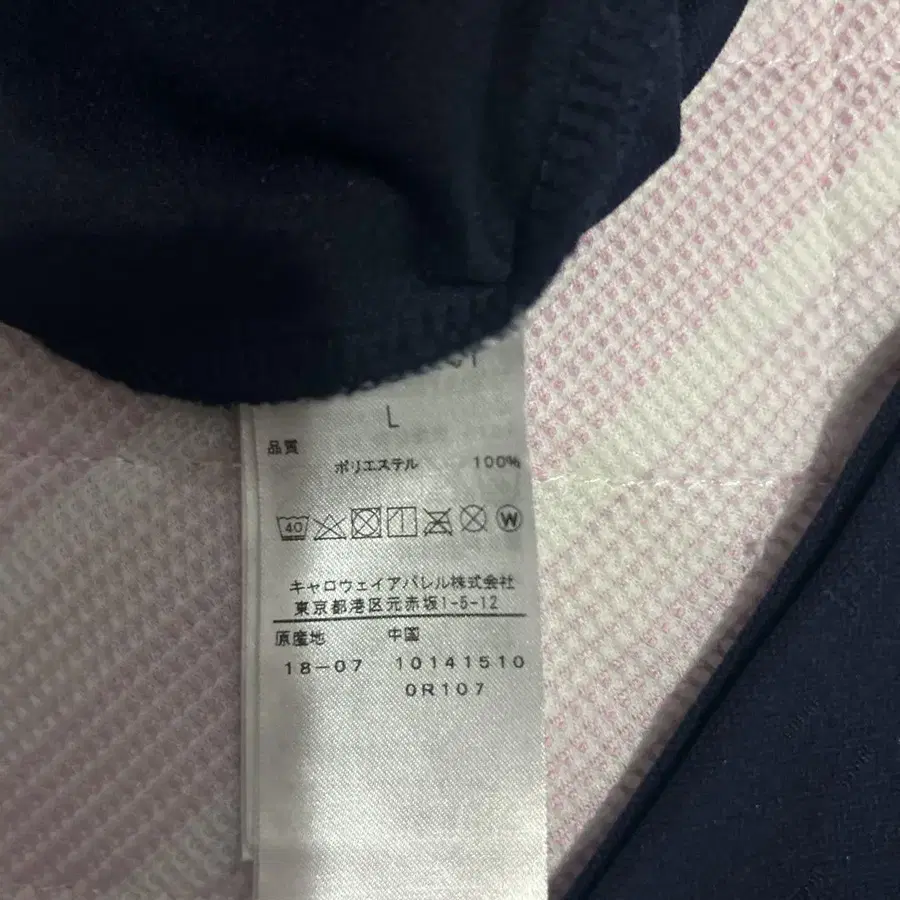 L
品質
ポリエステル 100%
40 W
キャロウェイアパレル株式会社
東京都港区元赤坂1-5-12
原産地 中国
18-07 10141510
0R107